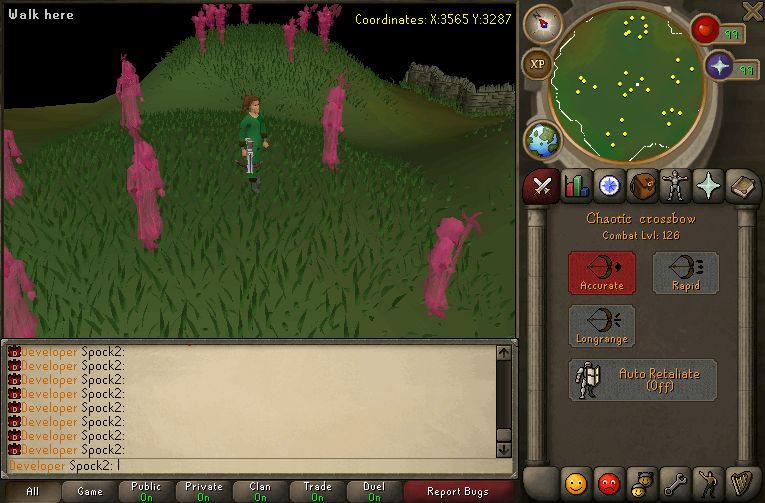 Walk here
Coordinates: X:3565 Y:3287
99
XP
99
Chaotic crossbow
Combat Lvl: 126
Accurate
Rapid
Longrange
Auto Retaliate
(Off)
Developer Spock2:
Developer Spock2:
Developer Spock2:
Developer Spock2:
Developer Spock2:
Developer Spock2:
Developer Spock2:
Developer Spock2:
Developer Spock2:
All
Game
Public
On
Private
On
Clan
On
Trade
On
Duel
On
Report Bugs